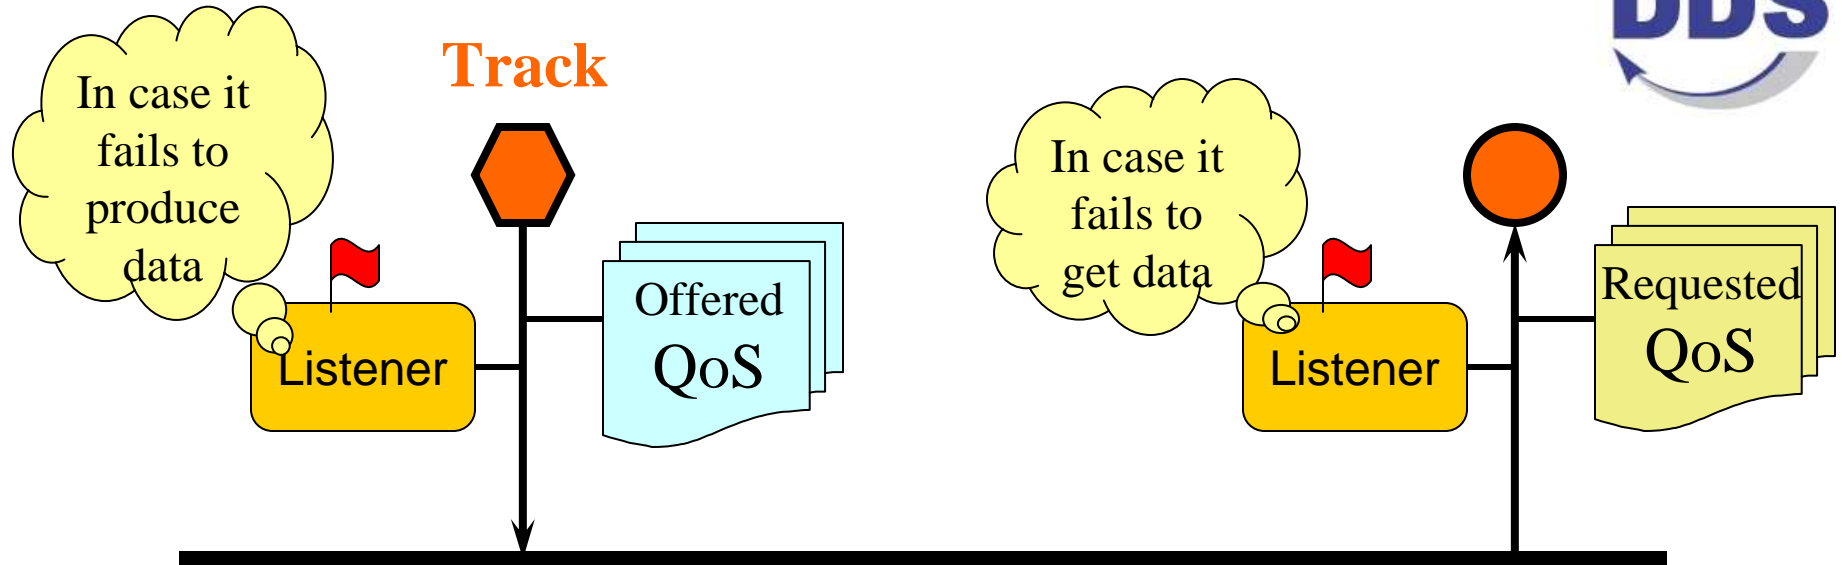 DDS
Track
In case it
fails to
produce
data
Listener
Offered
QoS
In case it
fails to
get data
Listener
Requested
QoS